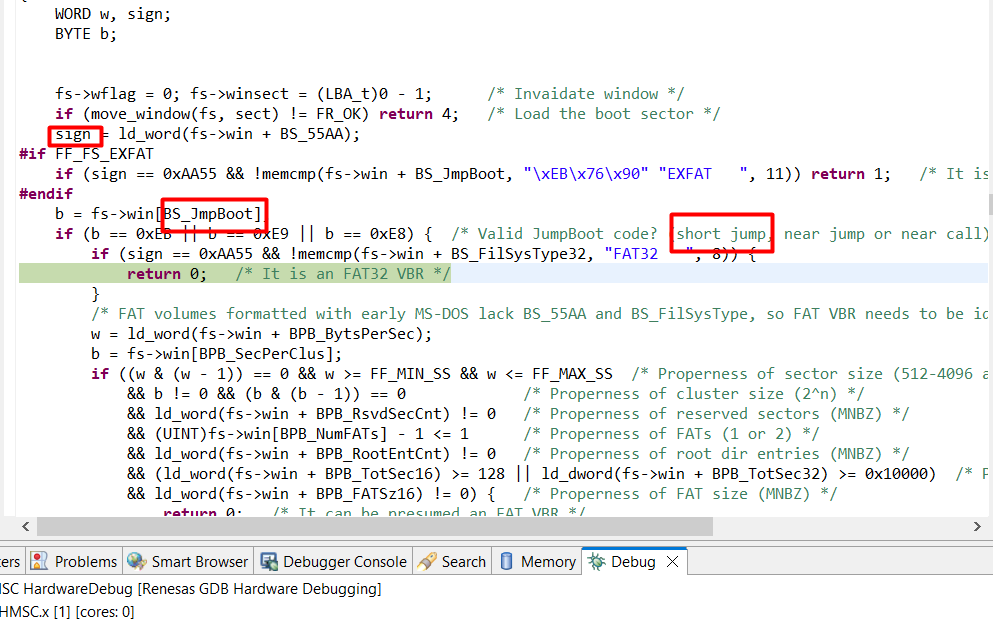 WORD w, sign;
BYTE b;
fs->wflag = 0; fs->winsect = (LBA_t)0 - 1; /* Invaidate window */
if (move_window(fs, sect) != FR_OK) return 4; /* Load the boot sector */
sign = ld_word(fs->win + BS_55AA);
#if FF_FS_EXFAT
if (sign == 0xAA55 && !memcmp(fs->win + BS_JmpBoot, "\xEB\x76\x90" "EXFAT   ", 11)) return 1; /* It is
#endif
b = fs->win[BS_JmpBoot];
if (b == 0xEB || b == 0xE9 || b == 0xE8) { /* Valid JumpBoot code? (short jump, near jump or near call)
if (sign == 0xAA55 && !memcmp(fs->win + BS_FilSysType32, "FAT32   ", 8)) {
return 0; /* It is an FAT32 VBR */
}
/* FAT volumes formatted with early MS-DOS lack BS_55AA and BS_FilSysType, so FAT VBR needs to be id
w = ld_word(fs->win + BPB_BytsPerSec);
b = fs->win[BPB_SecPerClus];
if ((w & (w - 1)) == 0 && w >= FF_MIN_SS && w <= FF_MAX_SS /* Properness of sector size (512-4096 a
&& b != 0 && (b & (b - 1)) == 0 /* Properness of cluster size (2^n) */
&& ld_word(fs->win + BPB_RsvdSecCnt) != 0 /* Properness of reserved sectors (MNBZ) */
&& (UINT)fs->win[BPB_NumFATs] - 1 <= 1 /* Properness of FATs (1 or 2) */
&& ld_word(fs->win + BPB_RootEntCnt) != 0 /* Properness of root dir entries (MNBZ) */
&& (ld_word(fs->win + BPB_TotSec16) >= 128 || ld_dword(fs->win + BPB_TotSec32) >= 0x10000) /* P
&& ld_word(fs->win + BPB_FATSz16) != 0) { /* Properness of FAT size (MNBZ) */
return 0; /* It can be presumed an FAT VBR */
ers Problems Smart Browser Debugger Console Search Memory Debug
ISC HardwareDebug [Renesas GDB Hardware Debugging]
HMSC.x [1] [cores: 0]